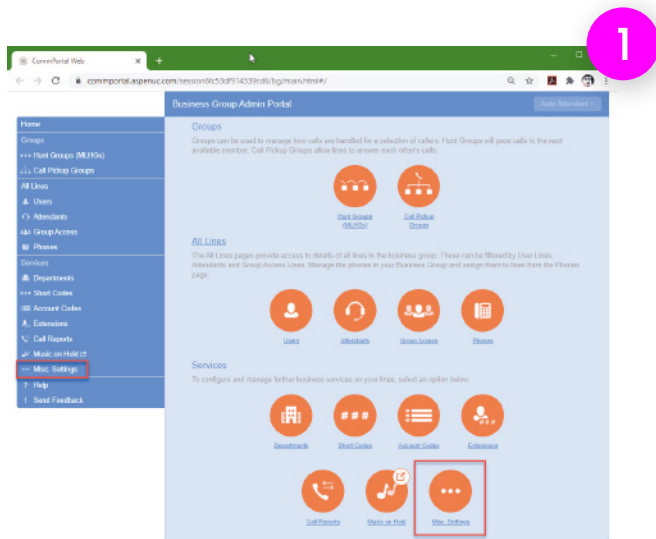 1
CommPortal Web
commportal.aspenuc.com/session6fc53df914539cd6/bg/main.html#/
Business Group Admin Portal
Auto Attendant
Home
Groups
Hunt Groups (MLHGs)
Call Pickup Groups
All Lines
Users
Attendants
Group Access
Phones
Services
Departments
Short Codes
Account Codes
Extensions
Call Reports
Music on Hold
Misc. Settings
? Help
! Send Feedback
Groups
Groups can be used to manage how calls are handled for a selection of callers. Hunt Groups will pass calls to the next
available member. Call Pickup Groups allow lines to answer each other's calls.
Hunt Groups
(MLHGs)
Call Pickup
Groups
All Lines
The All Lines pages provide access to details of all lines in the business group. These can be filtered by User Lines,
Attendants and Group Access Lines. Manage the phones in your Business Group and assign them to lines from the Phones
page.
Users
Attendants
Group Access
Phones
Services
To configure and manage further business services on your lines, select an option below.
###
Departments
Short Codes
Account Codes
Extensions
Call Reports
Music on Hold
Misc. Settings